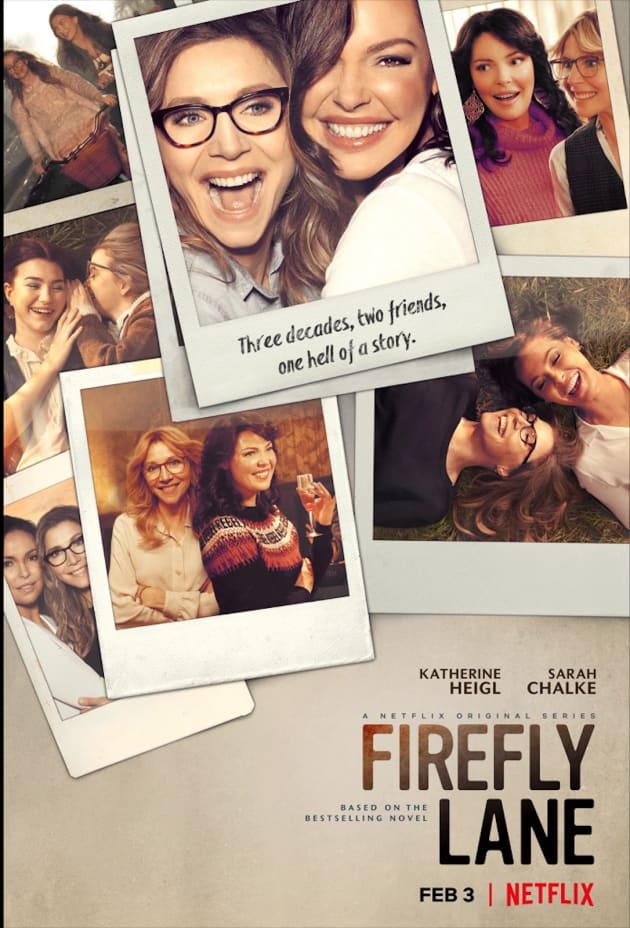 Three decades, two friends,
one hell of a story.
KATHERINE
HEIGL
SARAH
CHALKE
A NETFLIX ORIGINAL SERIES
FIREFLY
BASED ON THE
BESTSELLING NOVEL
LANE
FEB 3 | NETFLIX